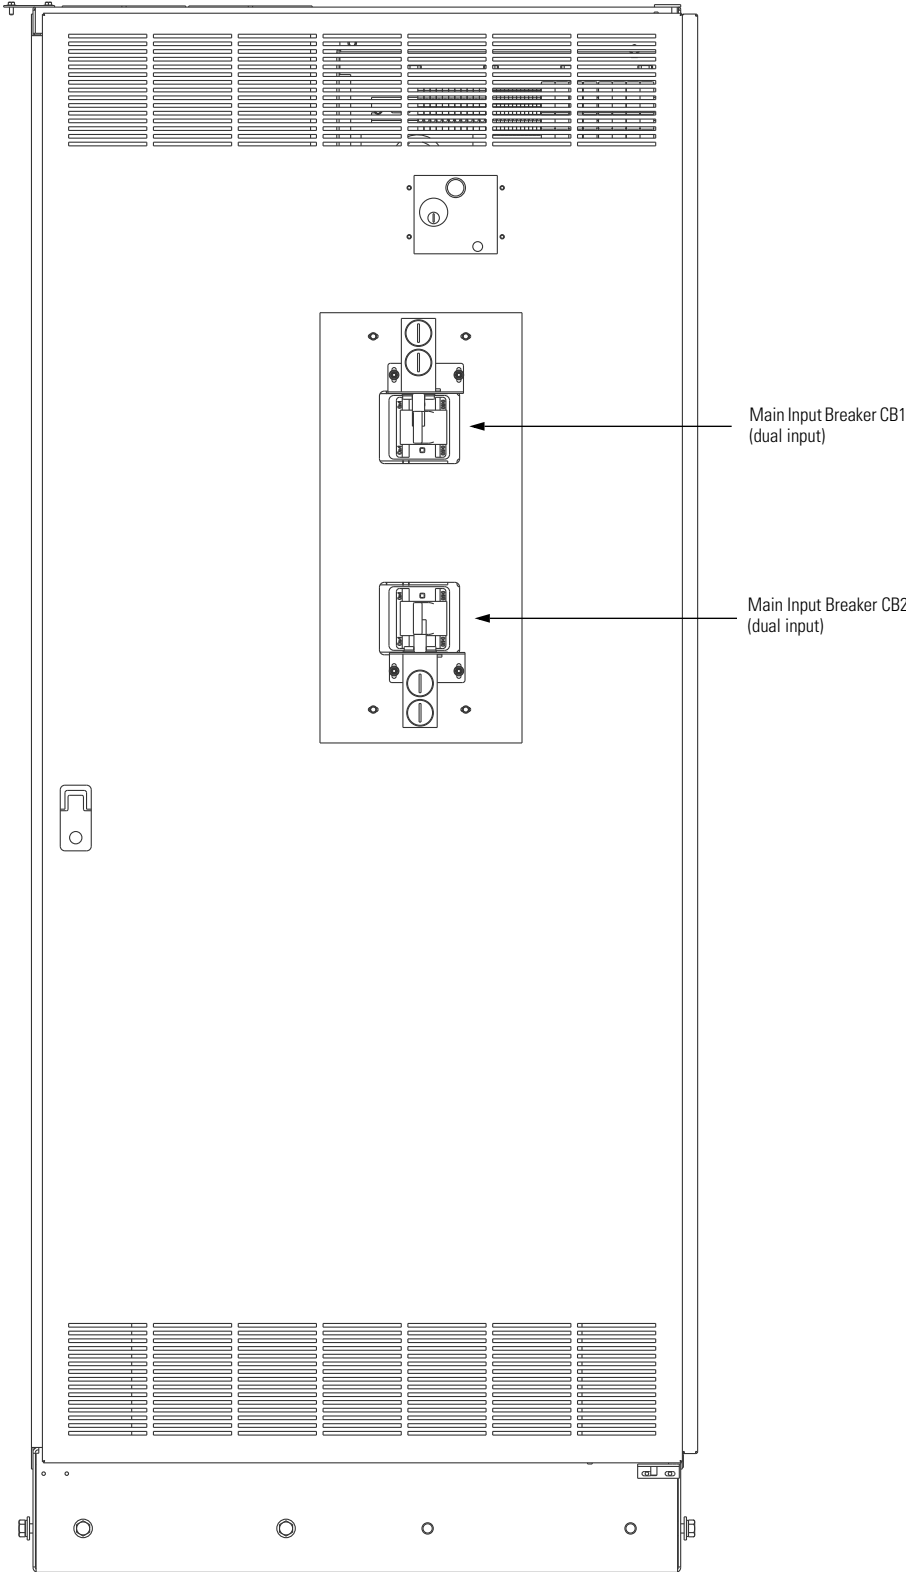 Main Input Breaker CB1
(dual input)
Main Input Breaker CB2
(dual input)